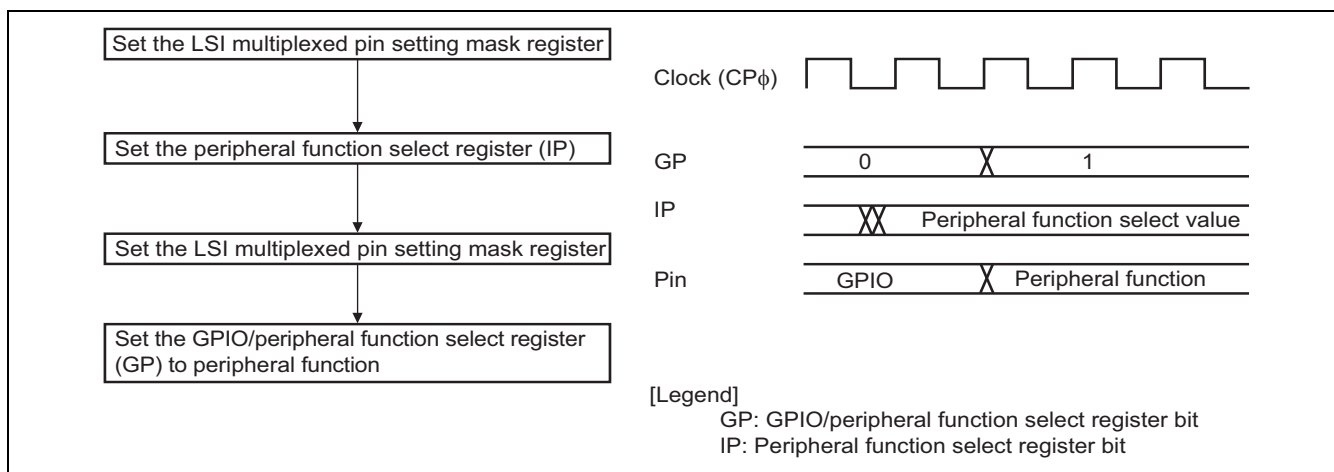 Set the LSI multiplexed pin setting mask register
Set the peripheral function select register (IP)
Set the LSI multiplexed pin setting mask register
Set the GPIO/peripheral function select register
(GP) to peripheral function
Clock (CPϕ)
GP
0
1
IP
Peripheral function select value
Pin
GPIO
Peripheral function
[Legend]
GP: GPIO/peripheral function select register bit
IP: Peripheral function select register bit